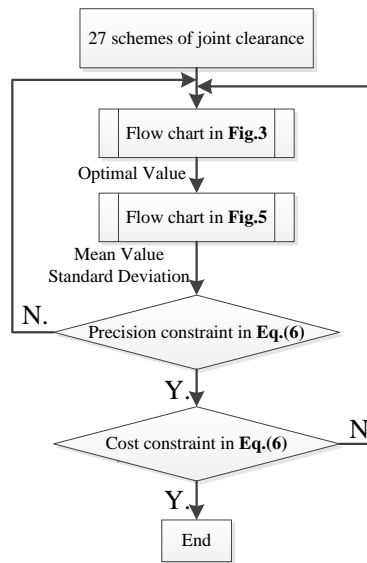 27 schemes of joint clearance
Flow chart in Fig.3
Optimal Value
Flow chart in Fig.5
Mean Value
Standard Deviation
N.
Precision constraint in Eq.(6)
Y.
N
Cost constraint in Eq.(6)
Y.
End